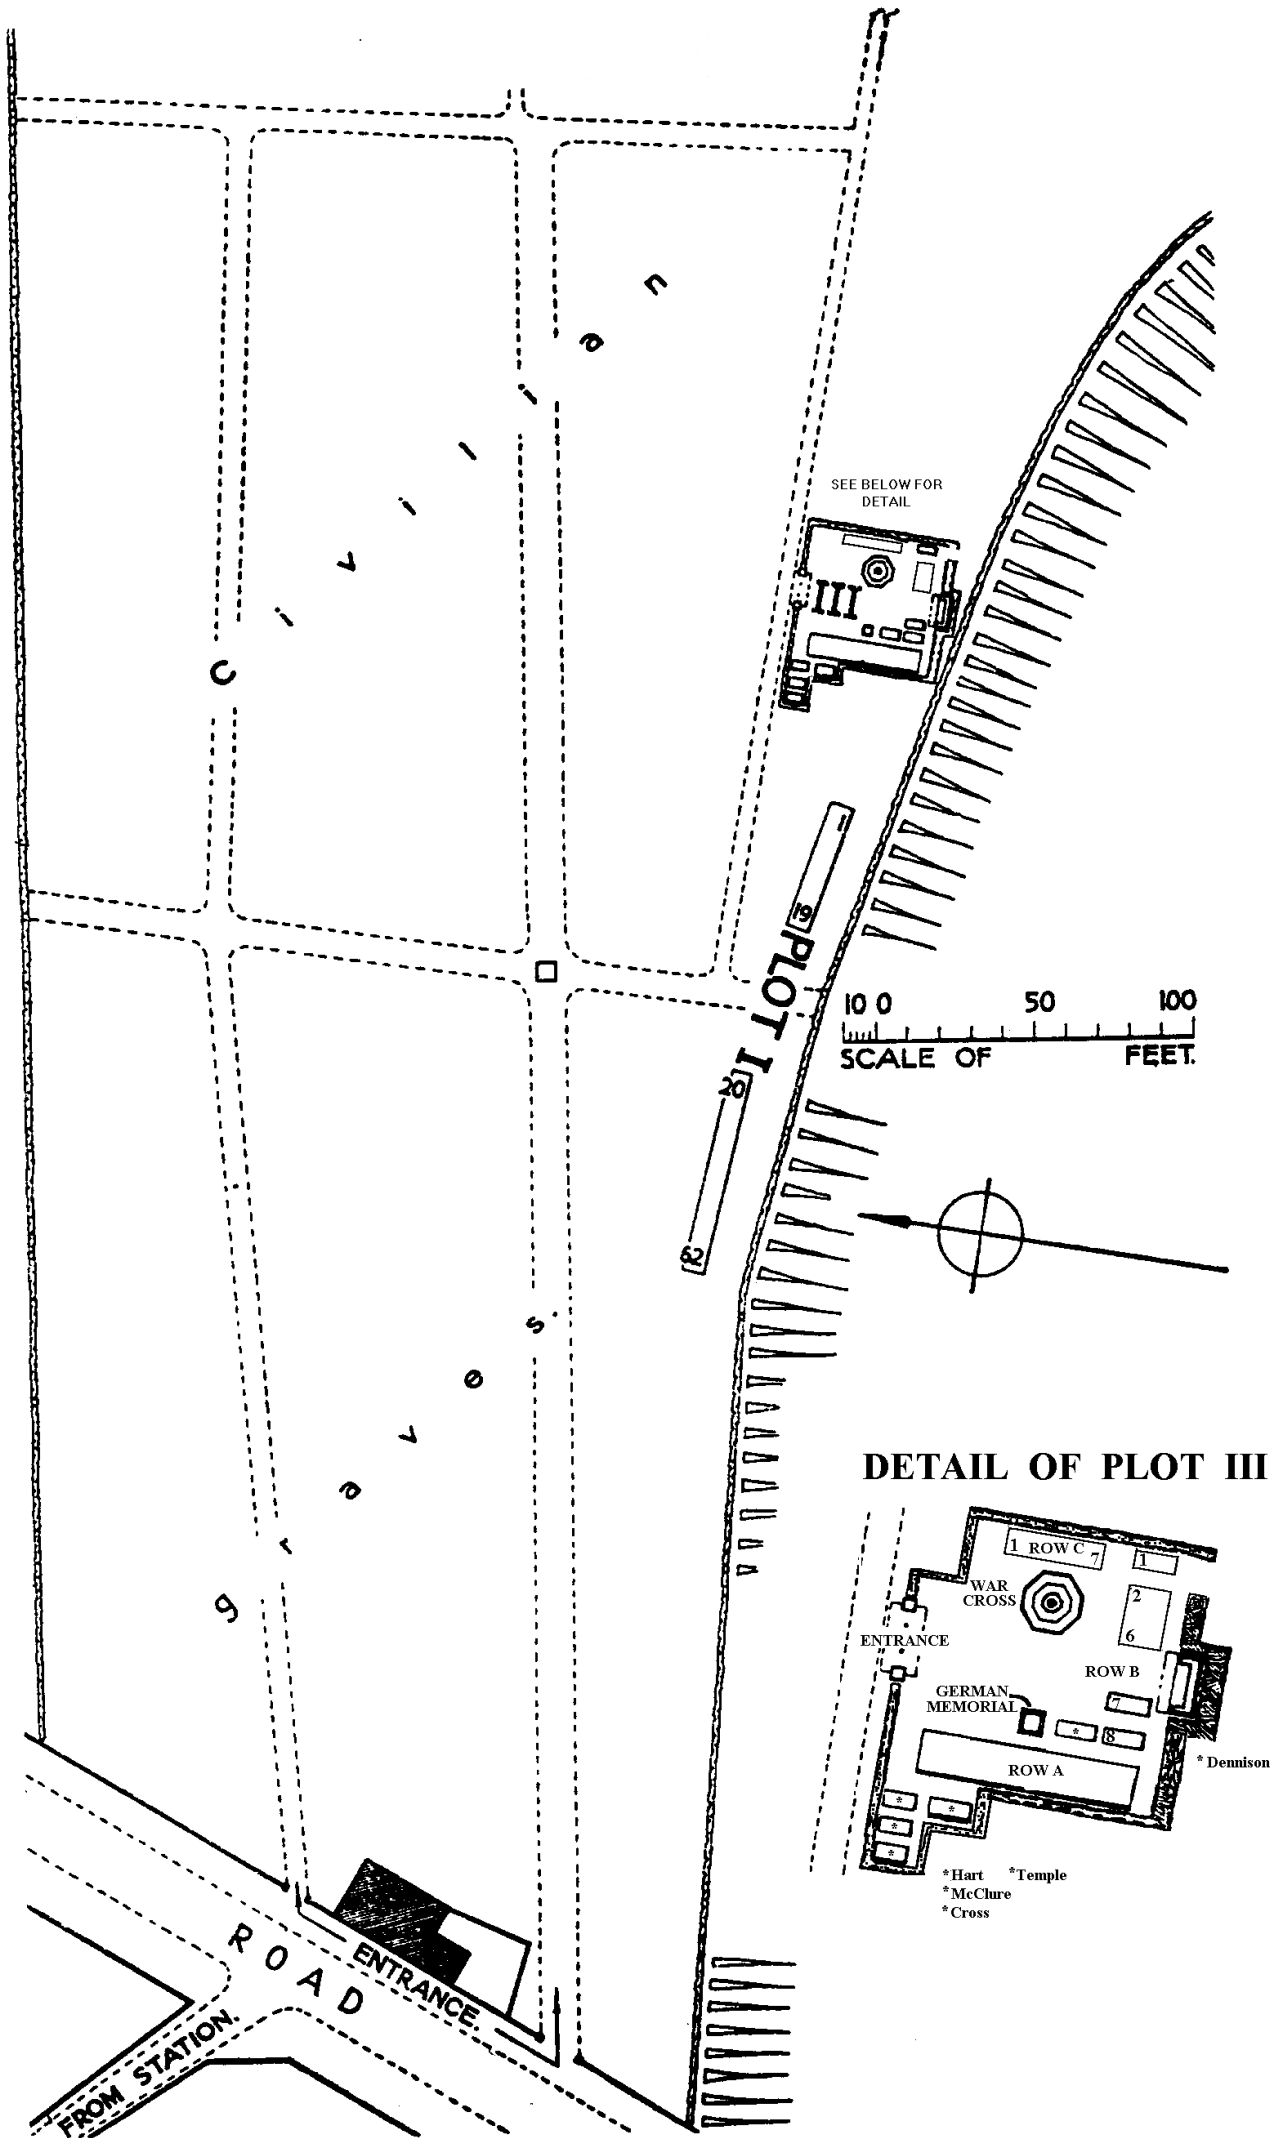 Civilian
SEE BELOW FOR
DETAIL
III
1
19
PLOT I
20
62
10 0 50 100
SCALE OF FEET.
graves.
DETAIL OF PLOT III
1 ROW C 7
1
WAR
CROSS
2
6
ENTRANCE
ROW B
GERMAN
MEMORIAL
7
* 8
ROW A
* Dennison
* *
*
*
*Hart *Temple
*McClure
*Cross
ROAD
ENTRANCE.
FROM STATION.